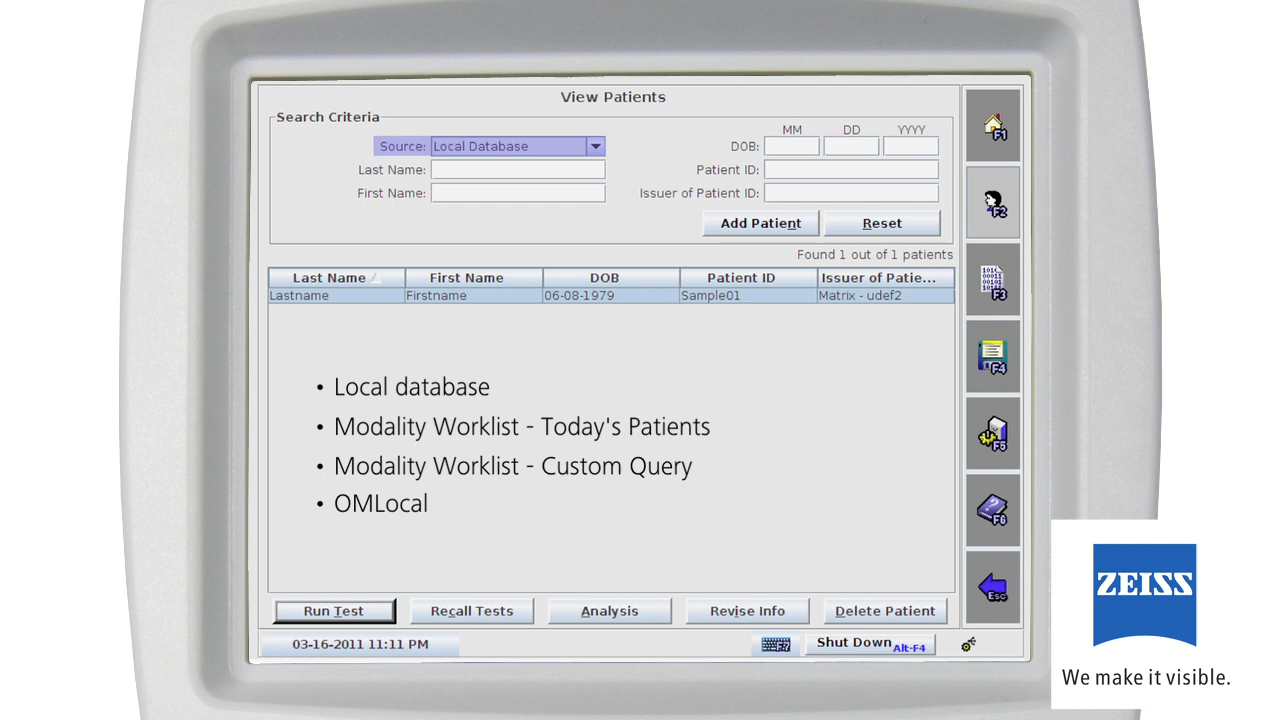 View Patients
Search Criteria
MM DD YYYY
Source: Local Database DOB:
Last Name: Patient ID:
First Name: Issuer of Patient ID:
Add Patient Reset
Found 1 out of 1 patients
Last Name First Name DOB Patient ID Issuer of Patie...
Lastname Firstname 06-08-1979 Sample01 Matrix - udef2
• Local database
• Modality Worklist - Today's Patients
• Modality Worklist - Custom Query
• OMLocal
Run Test Recall Tests Analysis Revise Info Delete Patient
03-16-2011 11:11 PM F7 Shut Down Alt-F4
F1
F2
F3
F4
F5
F6
Esc
ZEISS
We make it visible.